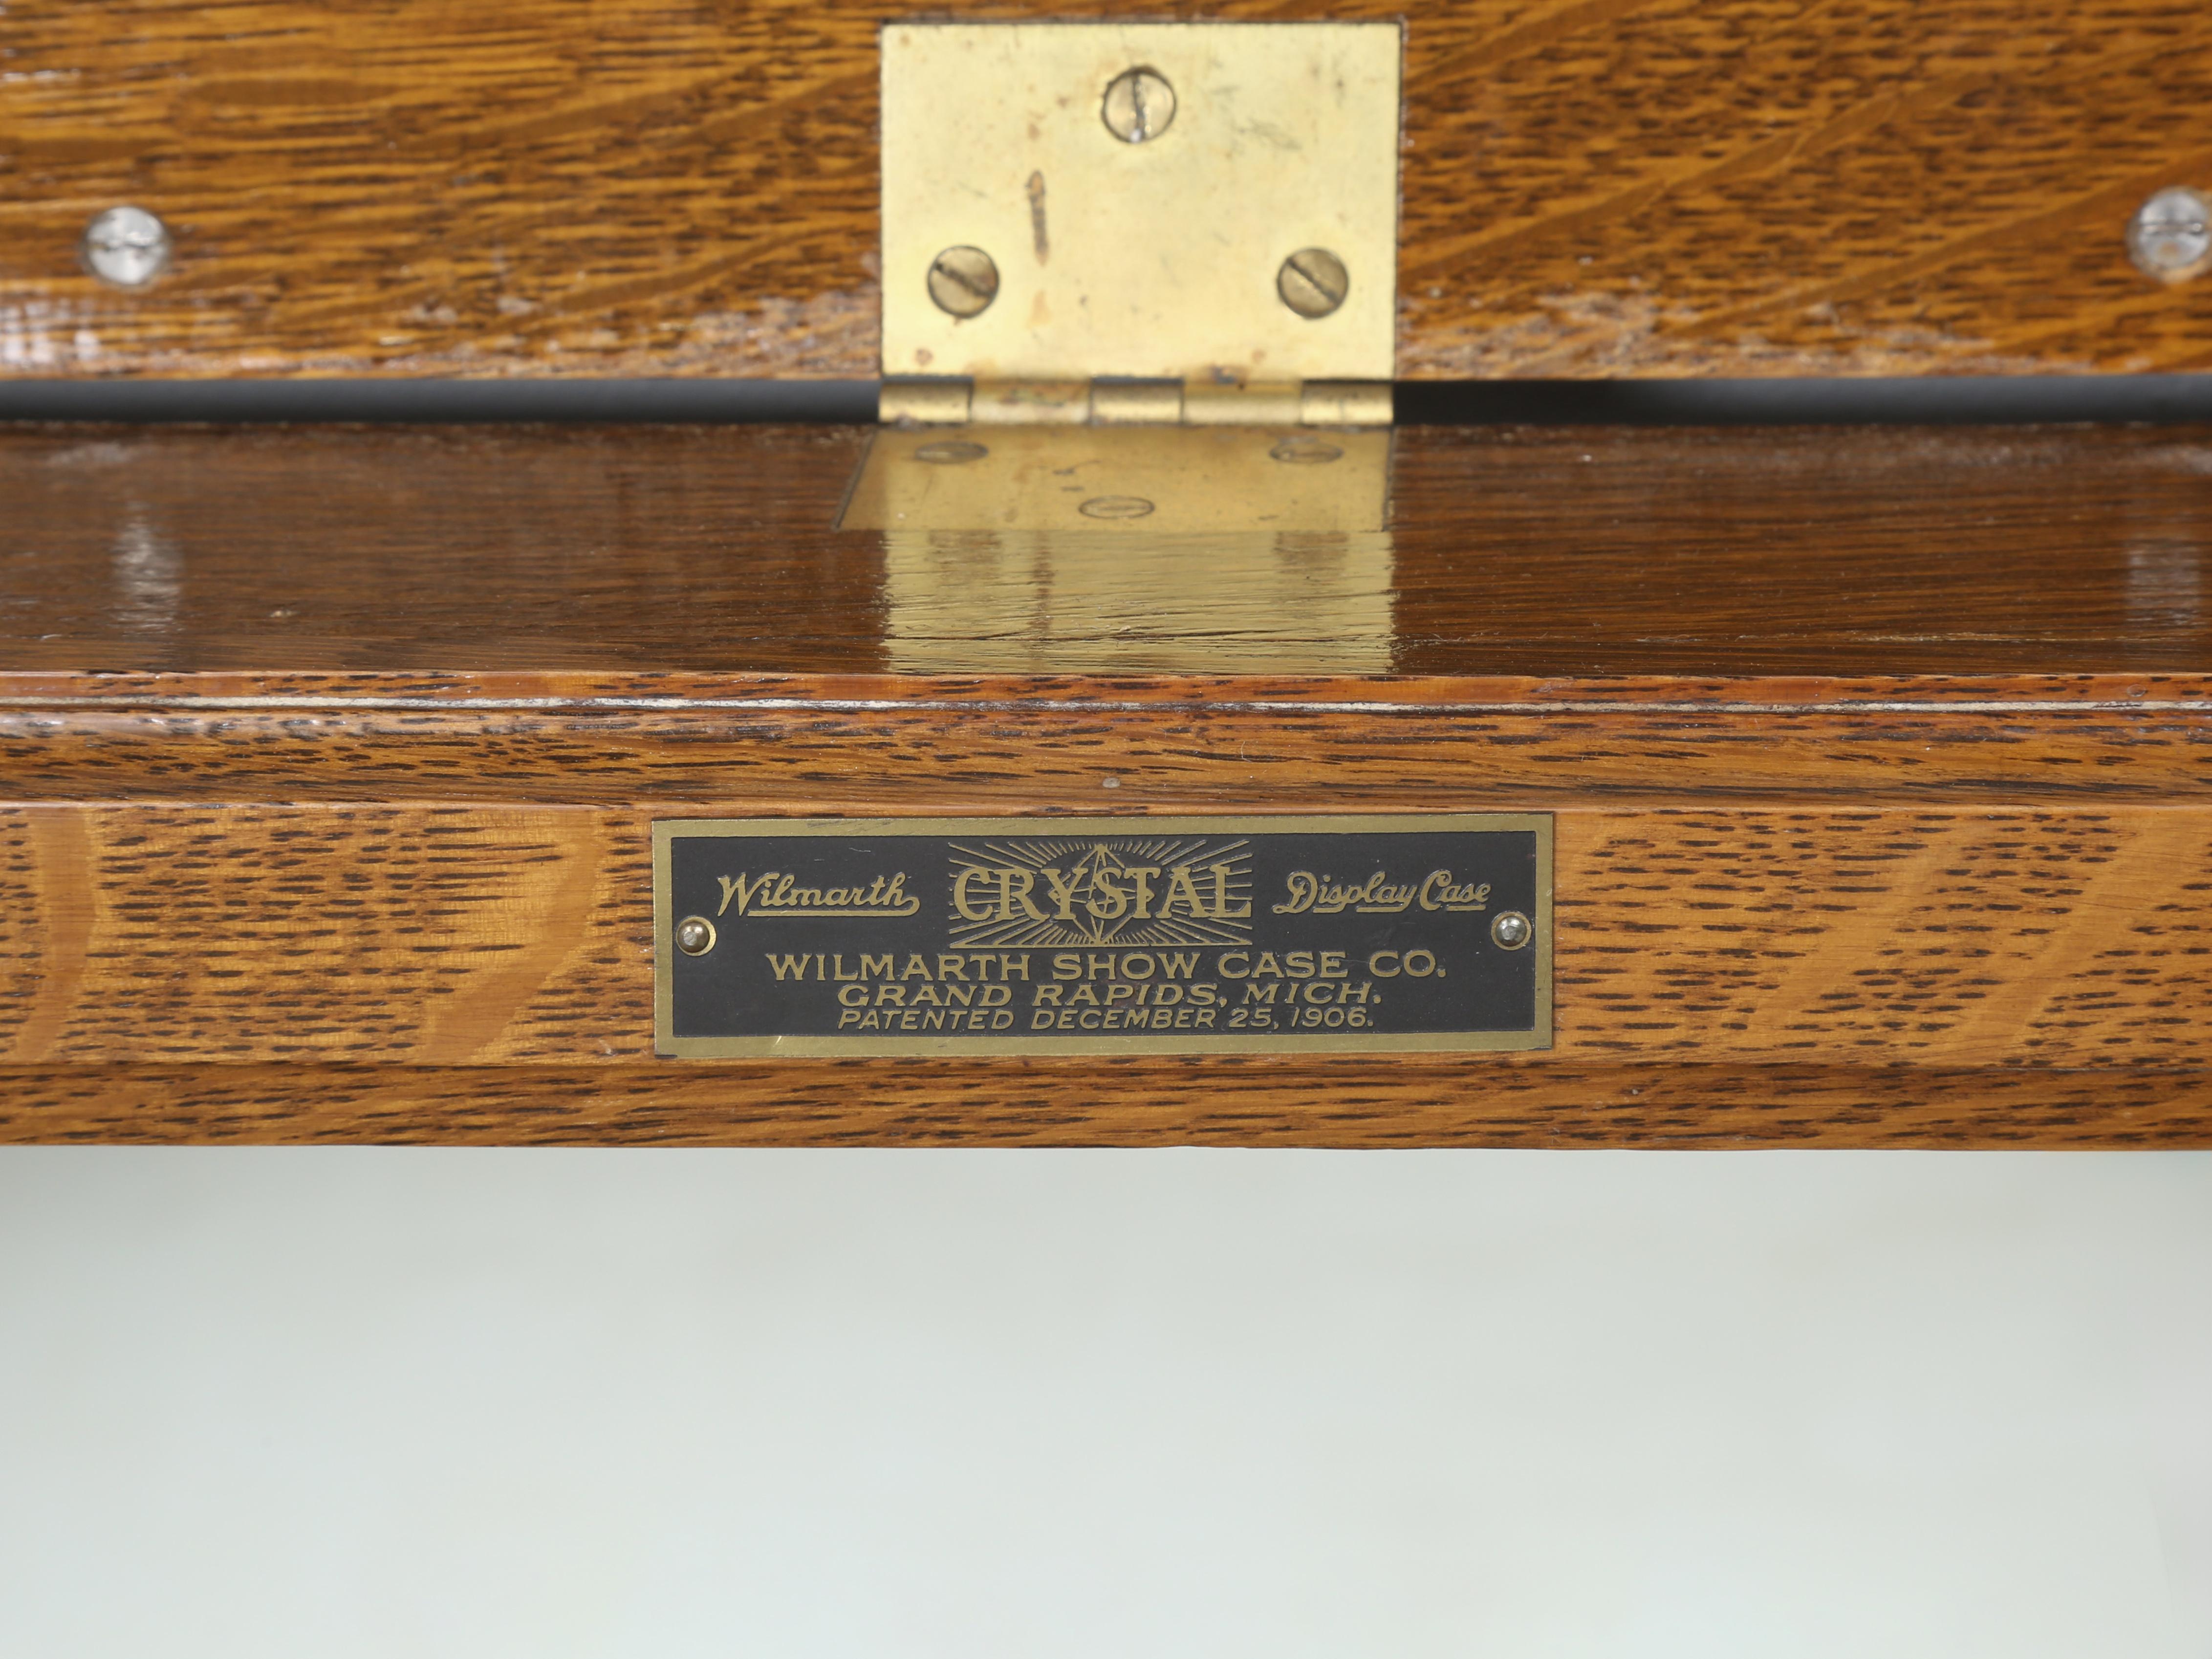 Wilmarth CRYSTAL Display Case
WILMARTH SHOW CASE CO.
GRAND RAPIDS, MICH.
PATENTED DECEMBER 25, 1906.